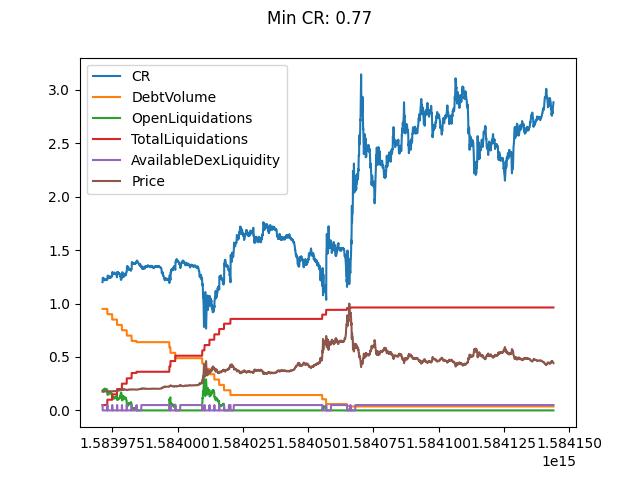 Min CR: 0.77
CR
DebtVolume
OpenLiquidations
TotalLiquidations
AvailableDexLiquidity
Price
3.0
2.5
2.0
1.5
1.0
0.5
0.0
1.583975 1.584000 1.584025 1.584050 1.584075 1.584100 1.584125 1.584150
1e15